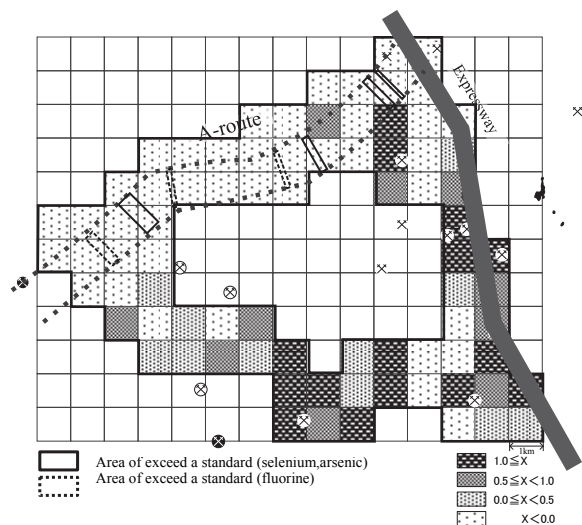 Expressway
A-route
1km
Area of exceed a standard (selenium,arsenic)
Area of exceed a standard (fluorine)
1.0≦X
0.5≦X<1.0
0.0≦X<0.5
X<0.0